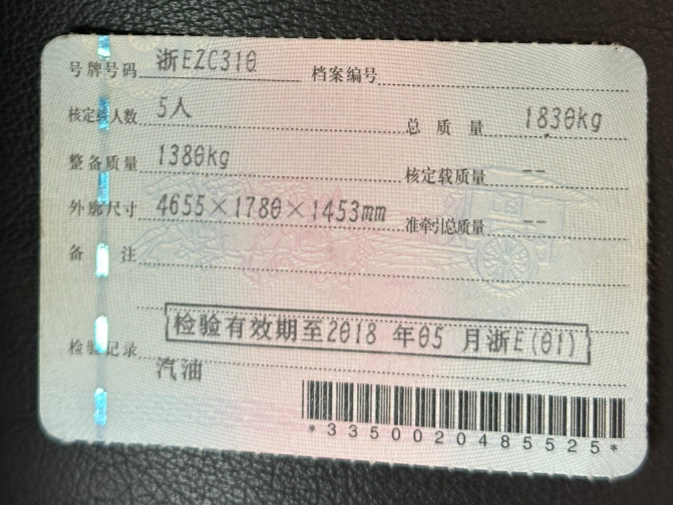 号牌号码 浙EZC310 档案编号
核定载人数 5人 总质量 1830kg
整备质量 1380kg 核定载质量 --
外廓尺寸 4655×1780×1453mm 准牵引总质量 --
备注
检验有效期至2018年05月浙E(01)
检验记录
汽油
*3350020485525*